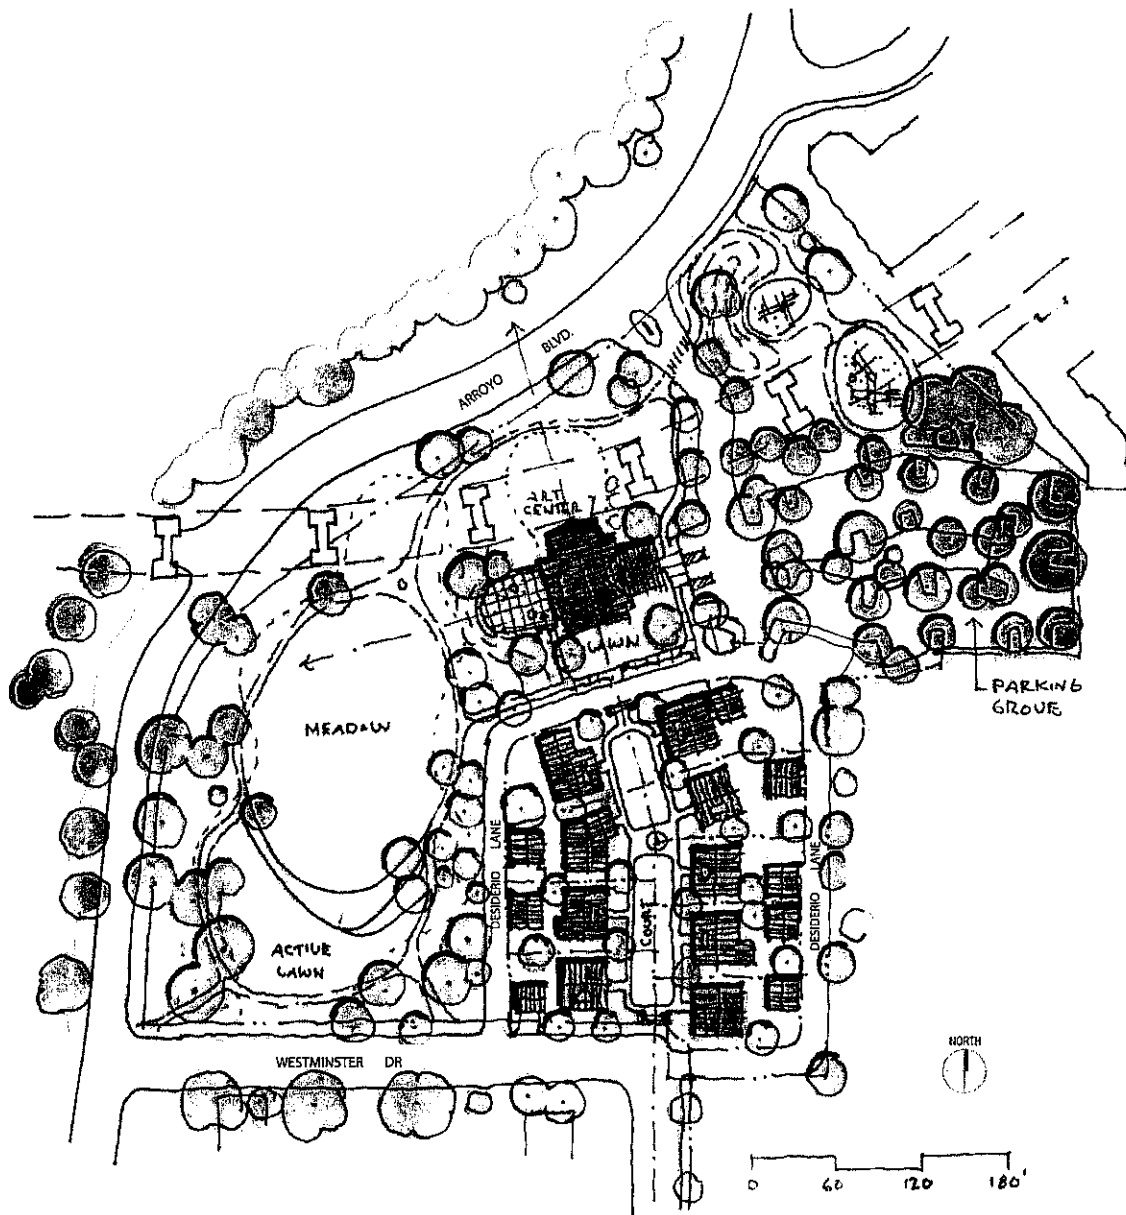 ARROYO BLVD.
ART
CENTER
LAWN
MEADOW
PARKING
GROVE
DESIDERIO LANE
DESIDERIO LANE
COURT
ACTIVE
LAWN
WESTMINSTER DR
NORTH
0 60 120 180'